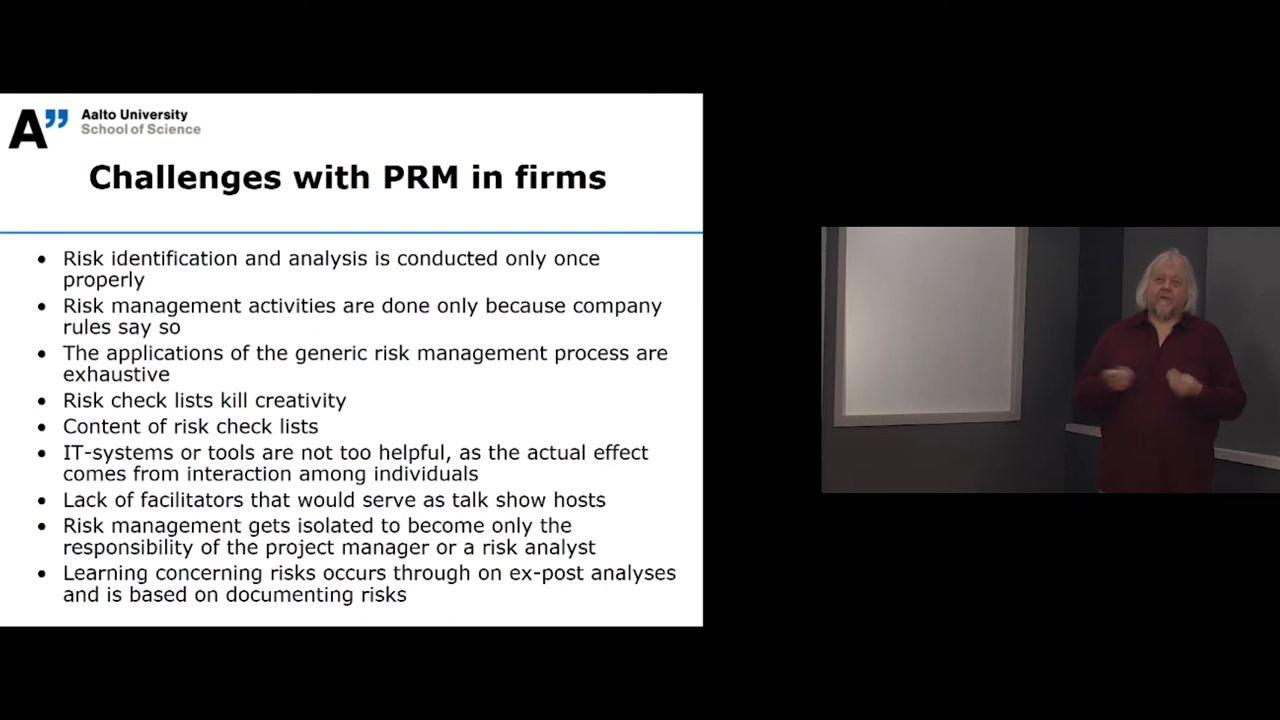 A”
Aalto University
School of Science
Challenges with PRM in firms
• Risk identification and analysis is conducted only once
properly
• Risk management activities are done only because company
rules say so
• The applications of the generic risk management process are
exhaustive
• Risk check lists kill creativity
• Content of risk check lists
• IT-systems or tools are not too helpful, as the actual effect
comes from interaction among individuals
• Lack of facilitators that would serve as talk show hosts
• Risk management gets isolated to become only the
responsibility of the project manager or a risk analyst
• Learning concerning risks occurs through on ex-post analyses
and is based on documenting risks